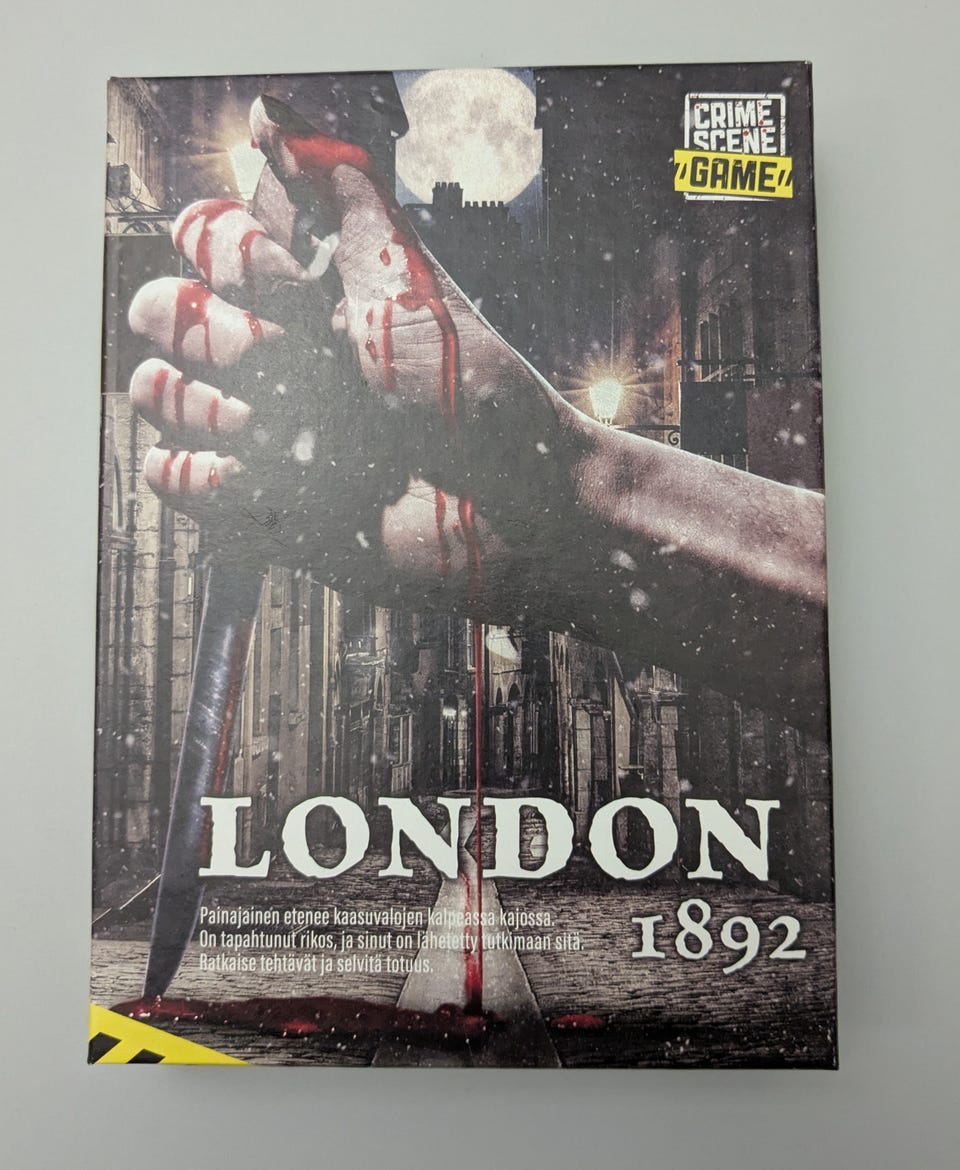 CRIME
SCENE
GAME
LONDON
1892
Painajainen etenee kaasuvalojen kalpeassa kajossa.
On tapahtunut rikos, ja sinut on lähetetty tutkimaan sitä.
Ratkaise tehtävät ja selvitä totuus.